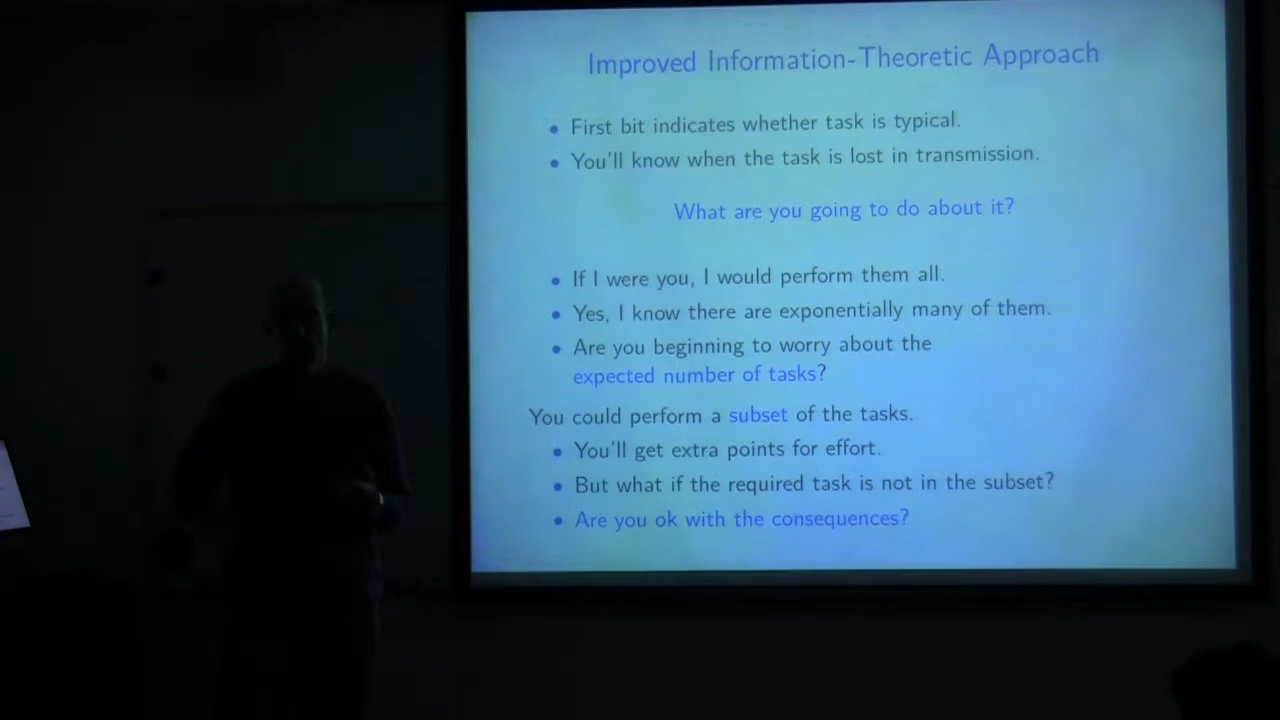 Improved Information-Theoretic Approach
• First bit indicates whether task is typical.
• You'll know when the task is lost in transmission.
What are you going to do about it?
• If I were you, I would perform them all.
• Yes, I know there are exponentially many of them.
• Are you beginning to worry about the
expected number of tasks?
You could perform a subset of the tasks.
• You'll get extra points for effort.
• But what if the required task is not in the subset?
• Are you ok with the consequences?